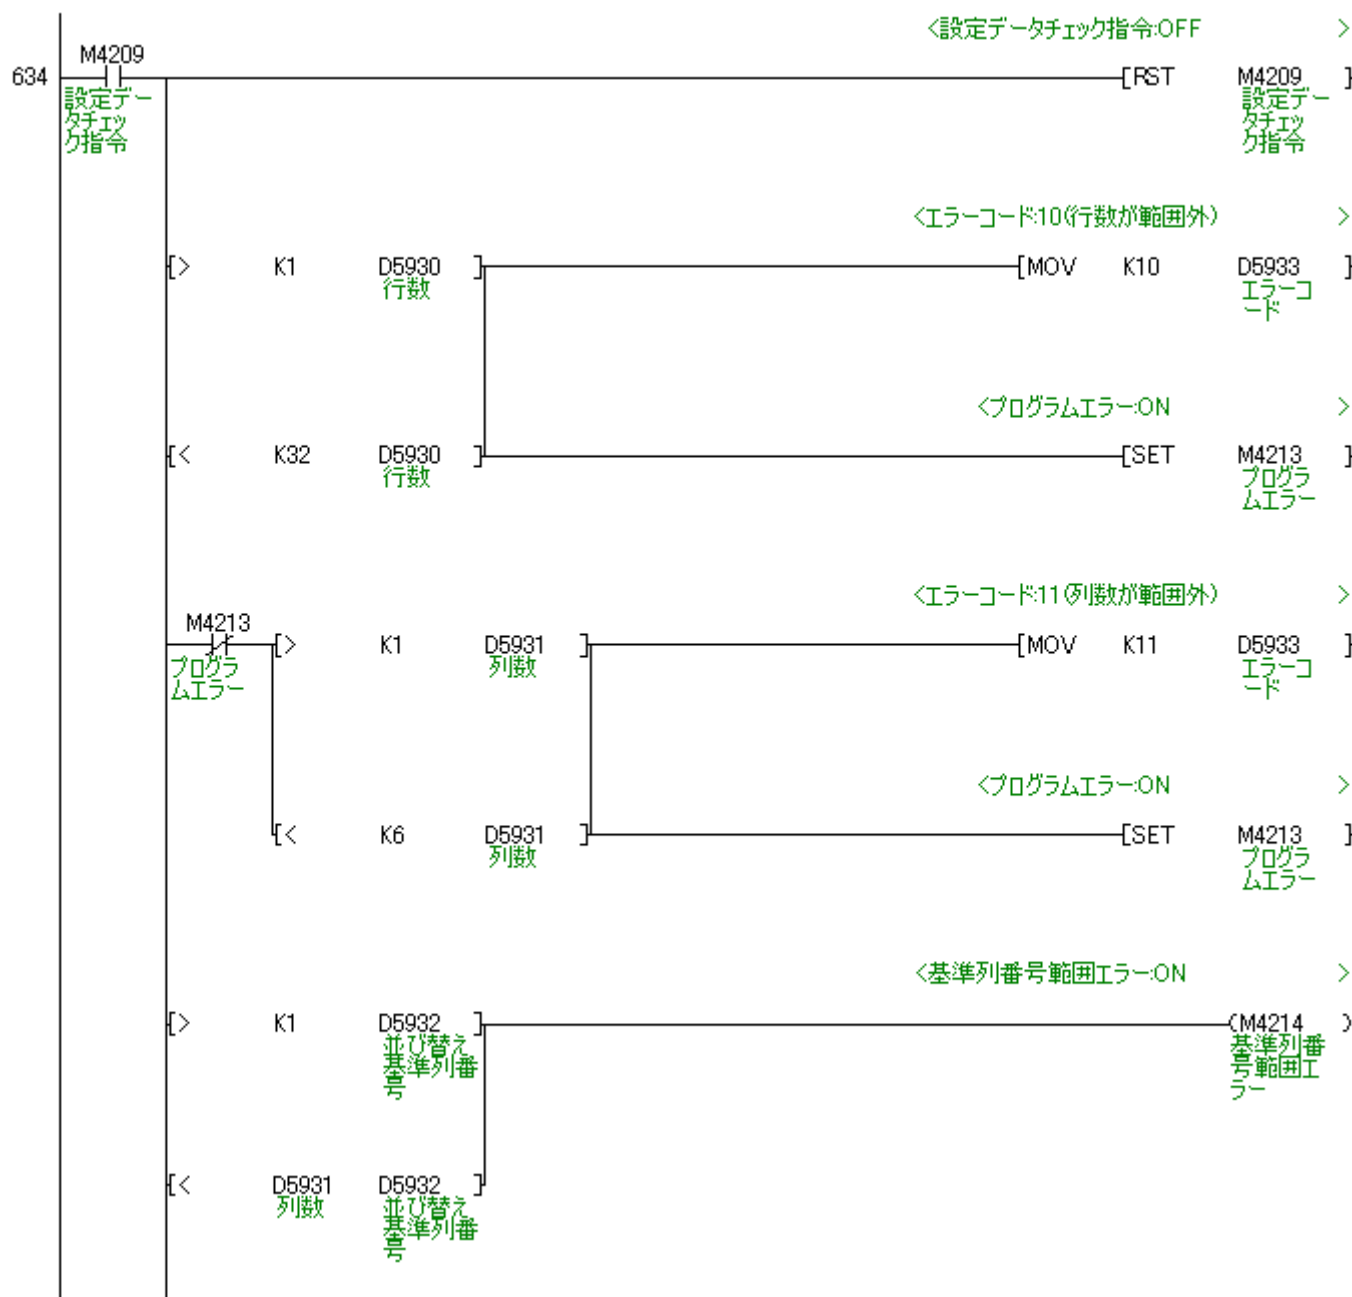 <設定データチェック指令:OFF >
M4209
634 [RST M4209 ]
設定デー
タチェッ
ク指令
設定デー
タチェッ
ク指令
<エラーコード:10(行数が範囲外) >
[> K1 D5930 ] [MOV K10 D5933 ]
行数
エラーコ
ード
<プログラムエラー:ON >
[< K32 D5930 ] [SET M4213 ]
行数
プログラ
ムエラー
<エラーコード:11(列数が範囲外) >
M4213
[> K1 D5931 ] [MOV K11 D5933 ]
プログラ
ムエラー
列数
エラーコ
ード
<プログラムエラー:ON >
[< K6 D5931 ] [SET M4213 ]
列数
プログラ
ムエラー
<基準列番号範囲エラー:ON >
[> K1 D5932 ] (M4214 )
並び替え
基準列番
号
基準列番
号範囲エ
ラー
[< D5931 D5932 ]
列数
並び替え
基準列番
号